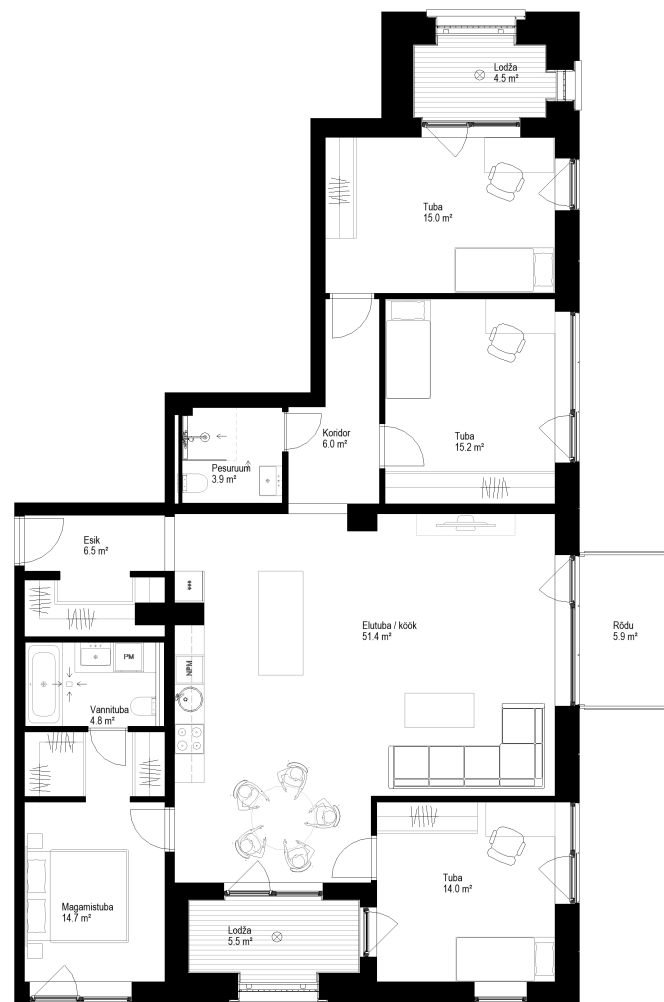 Lodža
4.5 m²
Tuba
15.0 m²
Koridor
6.0 m²
Tuba
15.2 m²
Pesuruum
3.9 m²
Esik
6.5 m²
Elutuba / köök
51.4 m²
Rõdu
5.9 m²
PM
NPM
Vannituba
4.8 m²
Magamistuba
14.7 m²
Tuba
14.0 m²
Lodža
5.5 m²